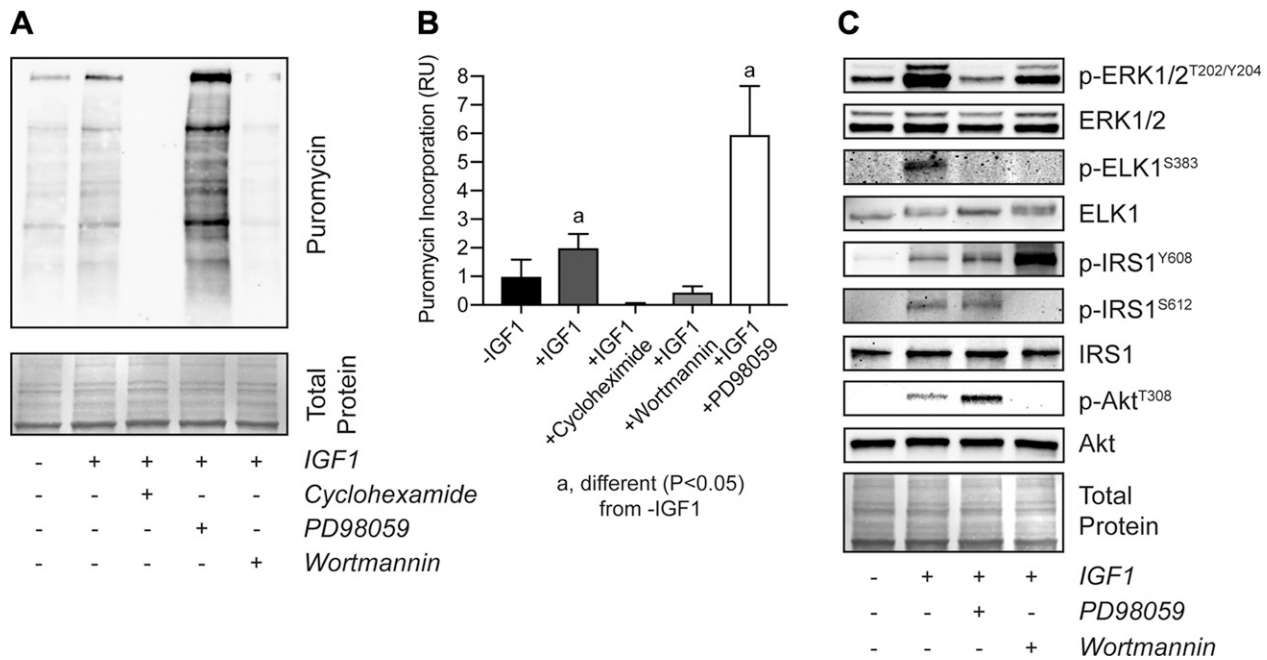 A
Puromycin
Total
Protein
- + + + + IGF1
- - + - - Cyclohexamide
- - - + - PD98059
- - - - + Wortmannin
B
Puromycin Incorporation (RU)
8
7
6
5
4
3
2
1
0
a
a
-IGF1
+IGF1
+IGF1
+Cycloheximide
+IGF1
+Wortmannin
+IGF1
+PD98059
a, different (P<0.05)
from -IGF1
C
p-ERK1/2T202/Y204
ERK1/2
p-ELK1S383
ELK1
p-IRS1Y608
p-IRS1S612
IRS1
p-AktT308
Akt
Total
Protein
- + + + IGF1
- - + - PD98059
- - - + Wortmannin